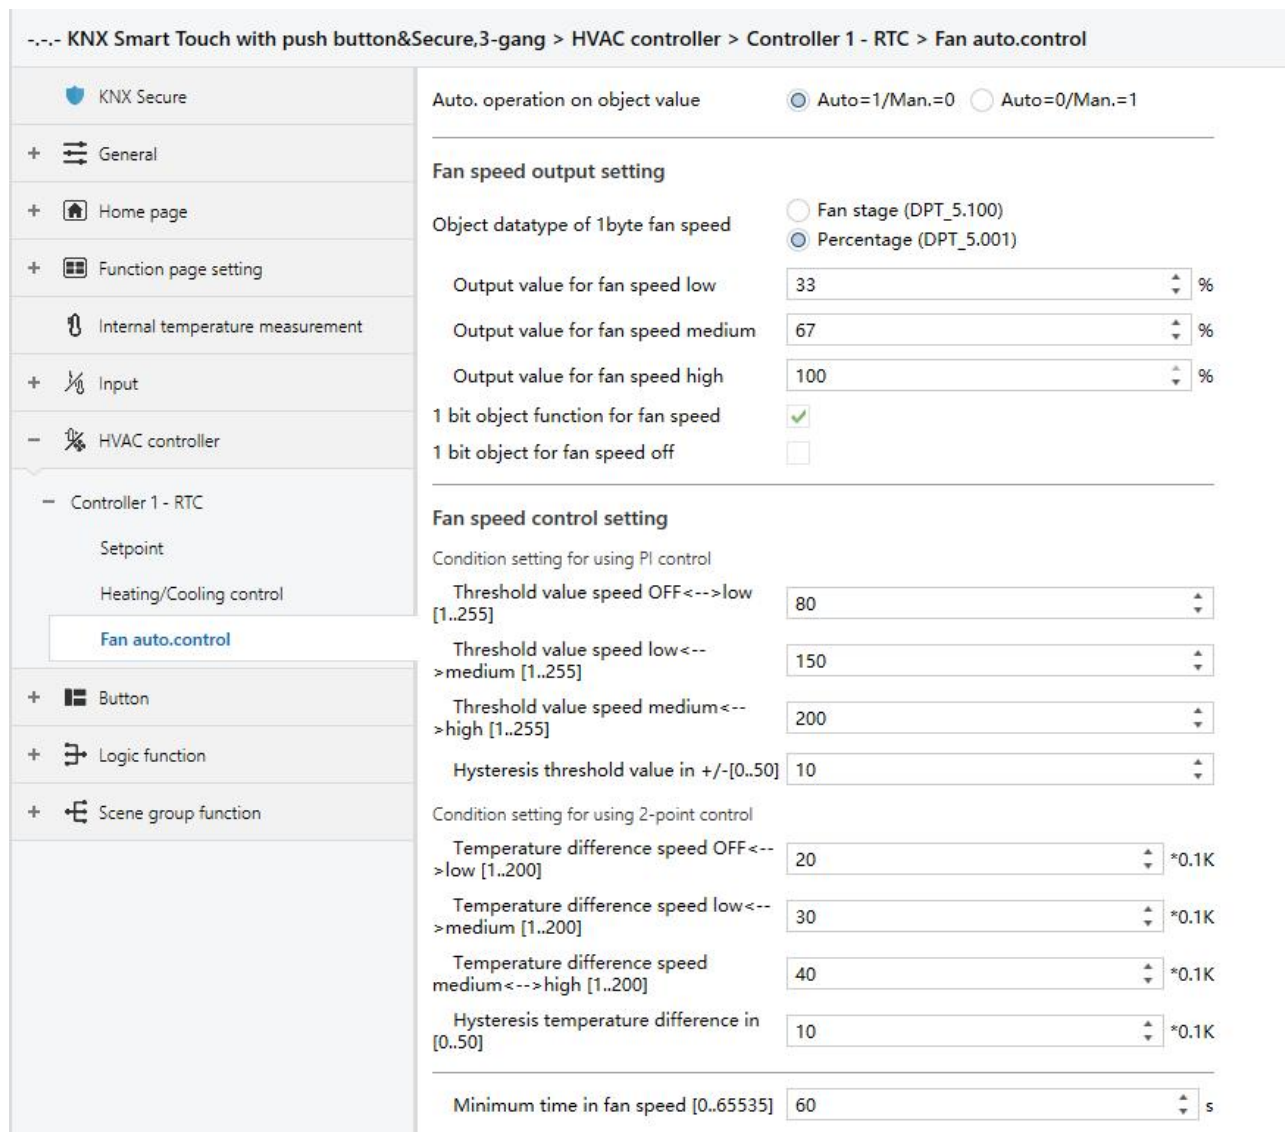 -.-.- KNX Smart Touch with push button&Secure,3-gang > HVAC controller > Controller 1 - RTC > Fan auto.control
KNX Secure
+ General
+ Home page
+ Function page setting
Internal temperature measurement
+ Input
− HVAC controller
− Controller 1 - RTC
Setpoint
Heating/Cooling control
Fan auto.control
+ Button
+ Logic function
+ Scene group function
Auto. operation on object value Auto=1/Man.=0 Auto=0/Man.=1
Fan speed output setting
Object datatype of 1byte fan speed
Fan stage (DPT_5.100)
Percentage (DPT_5.001)
Output value for fan speed low 33 %
Output value for fan speed medium 67 %
Output value for fan speed high 100 %
1 bit object function for fan speed
1 bit object for fan speed off
Fan speed control setting
Condition setting for using PI control
Threshold value speed OFF<-->low
[1..255]
80
Threshold value speed low<--
>medium [1..255]
150
Threshold value speed medium<--
>high [1..255]
200
Hysteresis threshold value in +/-[0..50] 10
Condition setting for using 2-point control
Temperature difference speed OFF<--
>low [1..200]
20 *0.1K
Temperature difference speed low<--
>medium [1..200]
30 *0.1K
Temperature difference speed
medium<-->high [1..200]
40 *0.1K
Hysteresis temperature difference in
[0..50]
10 *0.1K
Minimum time in fan speed [0..65535] 60 s